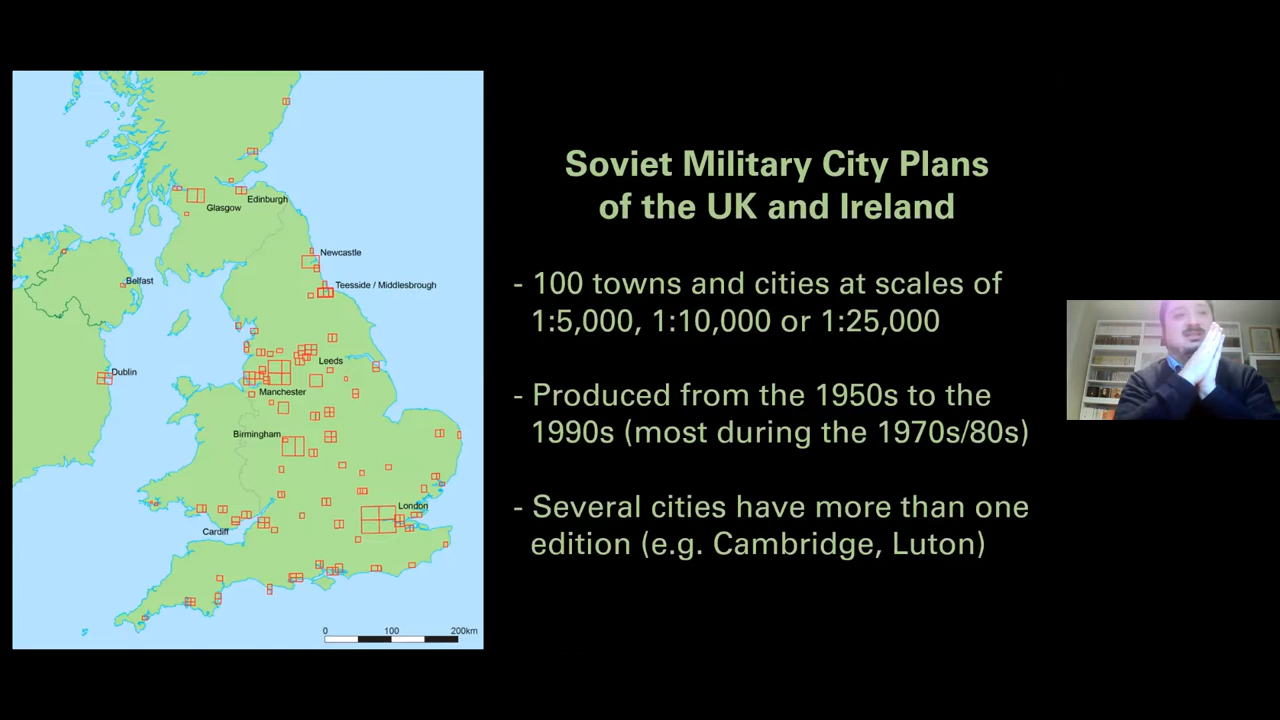 Soviet Military City Plans
of the UK and Ireland
- 100 towns and cities at scales of
1:5,000, 1:10,000 or 1:25,000
- Produced from the 1950s to the
1990s (most during the 1970s/80s)
- Several cities have more than one
edition (e.g. Cambridge, Luton)
Edinburgh
Glasgow
Newcastle
Belfast
Teesside / Middlesbrough
Leeds
Dublin
Manchester
Birmingham
London
Cardiff
0 100 200km